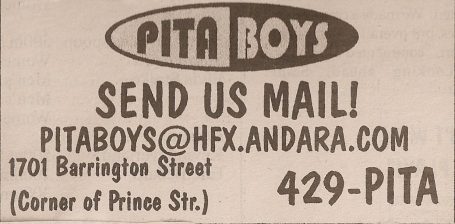 PITA BOYS
SEND US MAIL!
PITABOYS@HFX.ANDARA.COM
1701 Barrington Street
(Corner of Prince Str.)
429-PITA